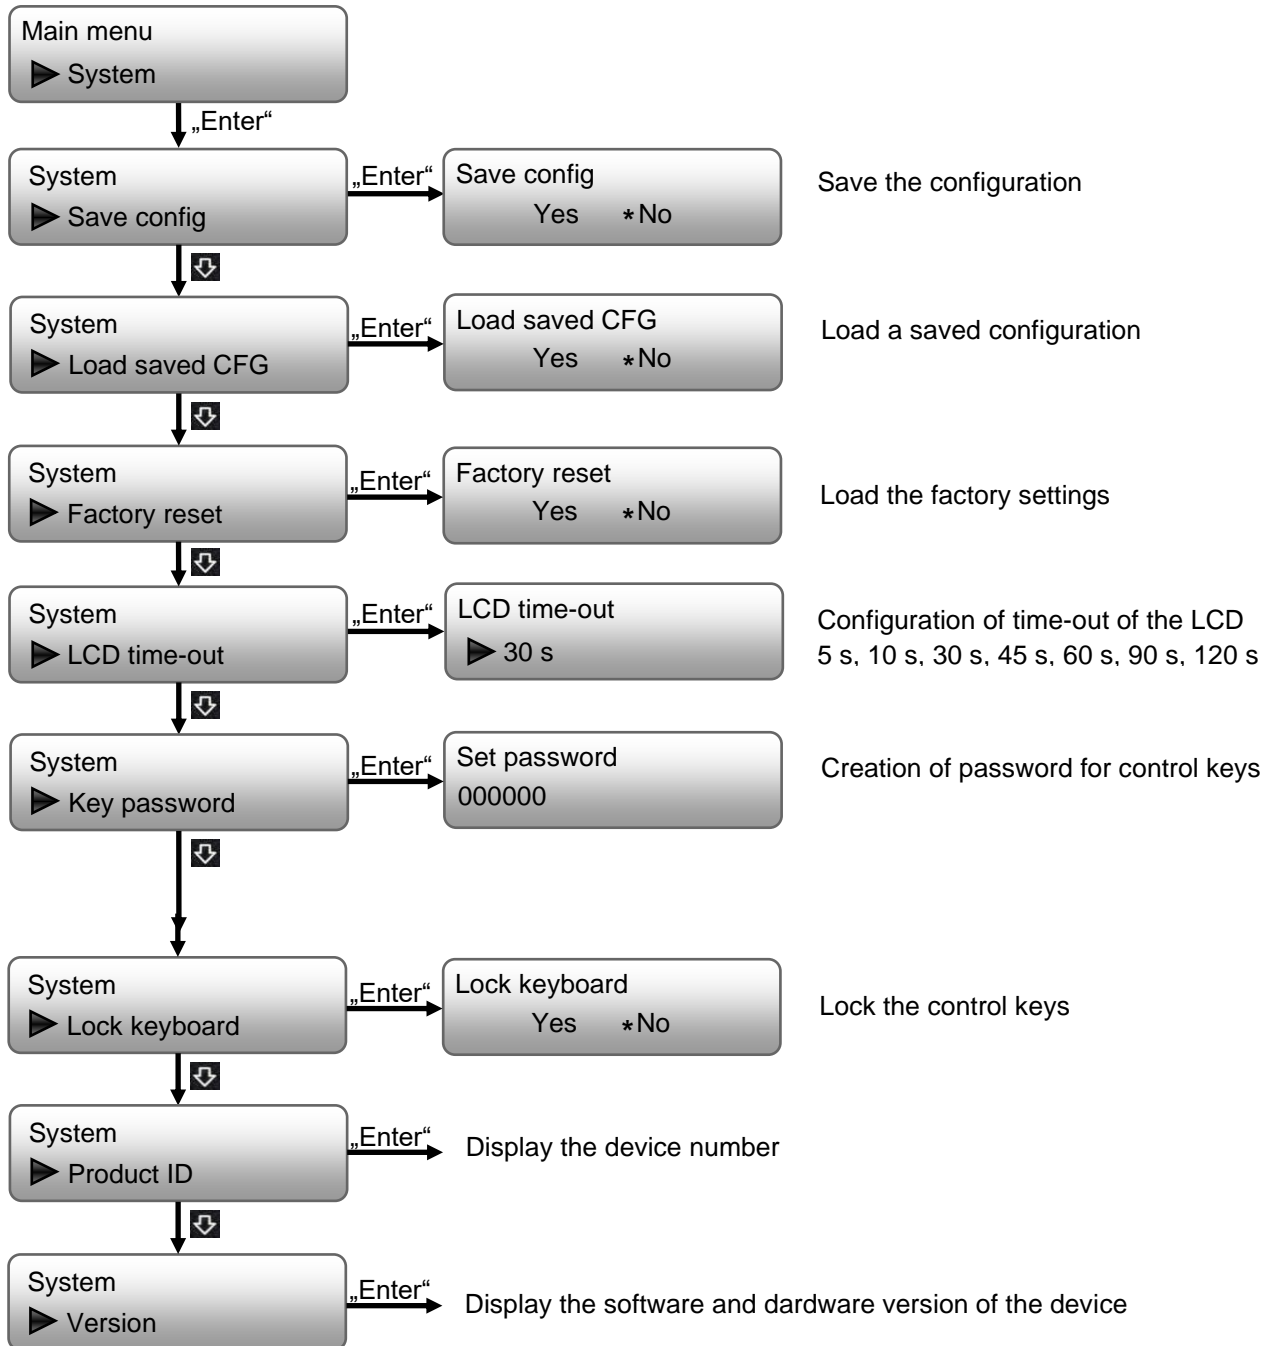 Main menu
System
„Enter“
System
Save config
„Enter“
Save config
Yes *No
Save the configuration
System
Load saved CFG
„Enter“
Load saved CFG
Yes *No
Load a saved configuration
System
Factory reset
„Enter“
Factory reset
Yes *No
Load the factory settings
System
LCD time-out
„Enter“
LCD time-out
30 s
Configuration of time-out of the LCD
5 s, 10 s, 30 s, 45 s, 60 s, 90 s, 120 s
System
Key password
„Enter“
Set password
000000
Creation of password for control keys
System
Lock keyboard
„Enter“
Lock keyboard
Yes *No
Lock the control keys
System
Product ID
„Enter“
Display the device number
System
Version
„Enter“
Display the software and dardware version of the device